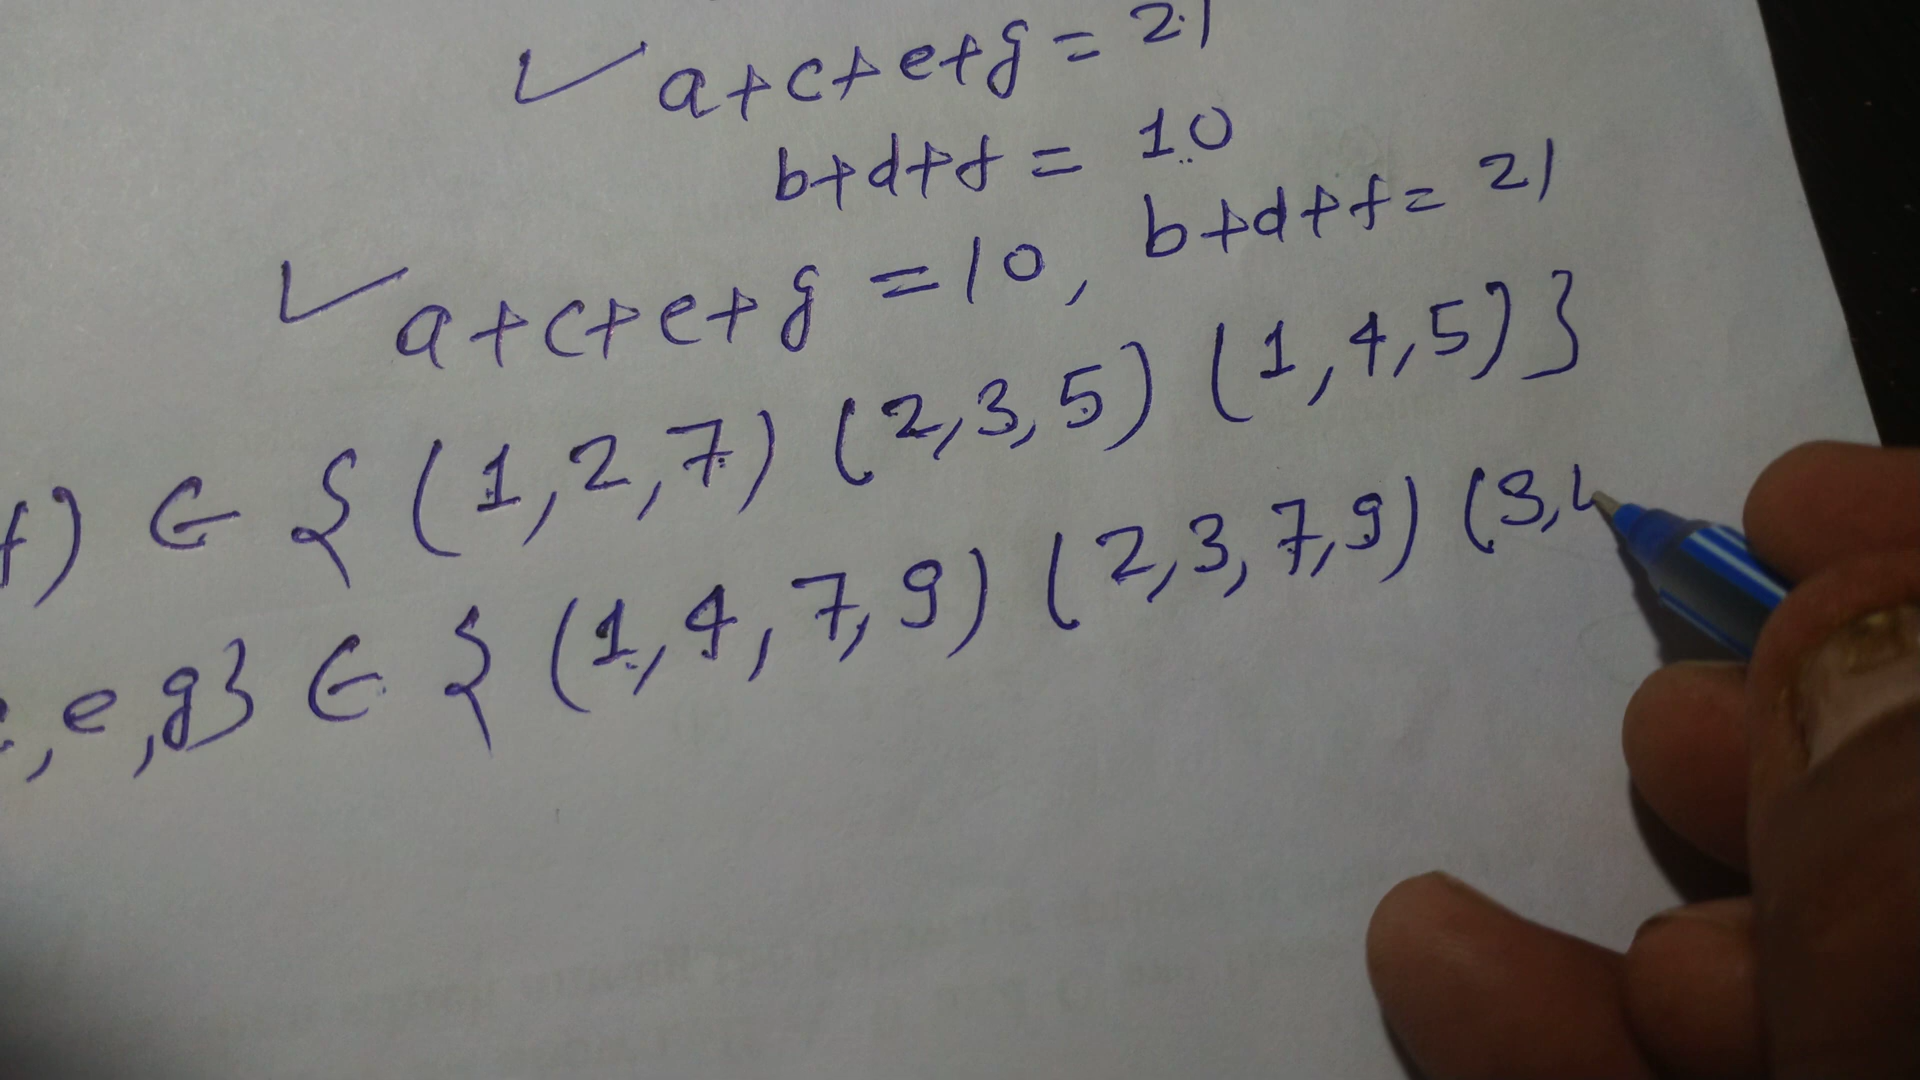 a+c+e+g = 21
b+d+f = 10
a+c+e+g = 10, b+d+f = 21
f) ∈ { (1,2,7) (2,3,5) (1,4,5) }
,e,g} ∈ { (1,4,7,9) (2,3,7,9) (3,4